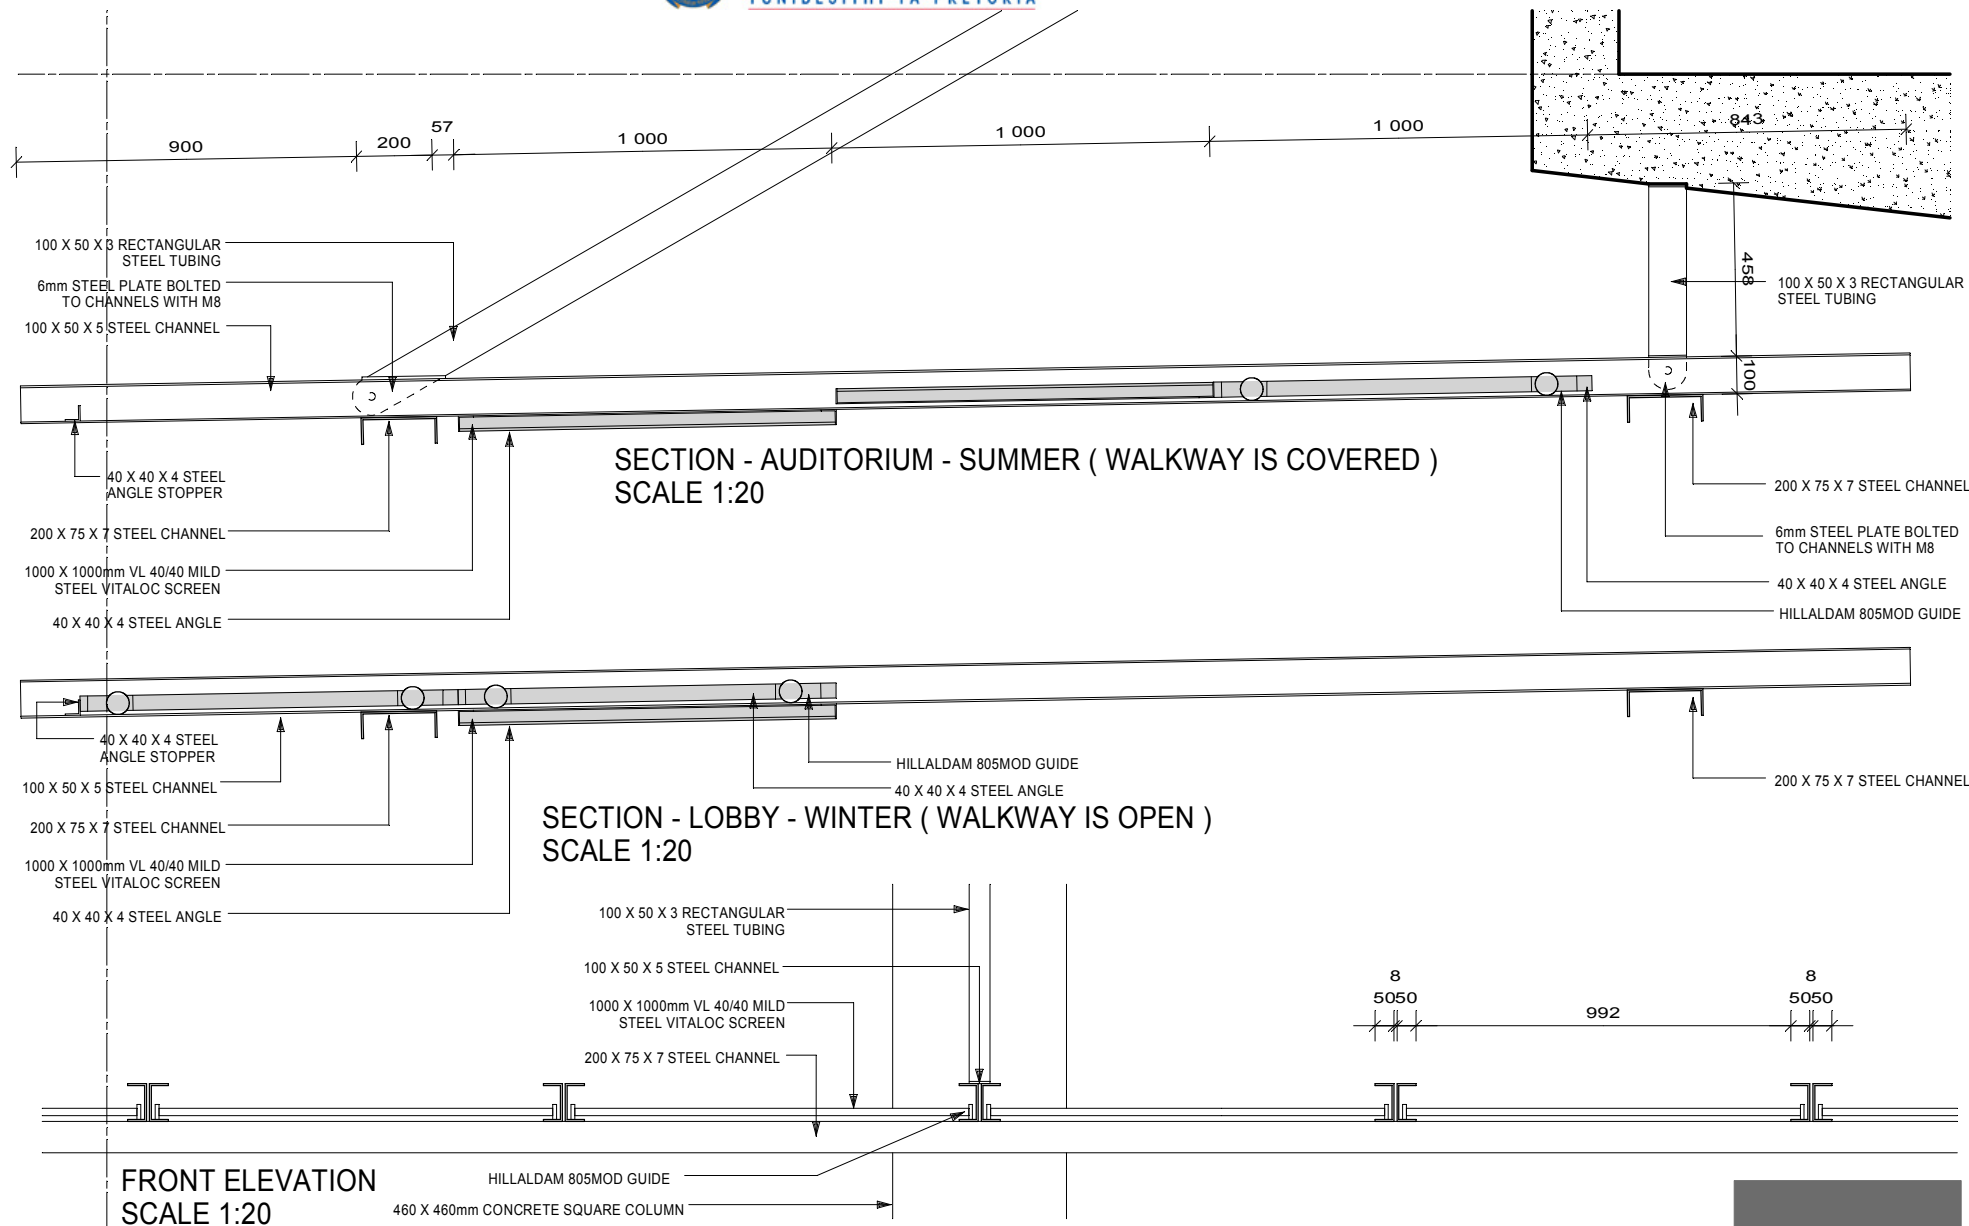 YUNIBESITHI YA PRETORIA
900
200
57
1 000
1 000
1 000
843
100 X 50 X 3 RECTANGULAR
STEEL TUBING
6mm STEEL PLATE BOLTED
TO CHANNELS WITH M8
100 X 50 X 5 STEEL CHANNEL
458
100 X 50 X 3 RECTANGULAR
STEEL TUBING
100
40 X 40 X 4 STEEL
ANGLE STOPPER
200 X 75 X 7 STEEL CHANNEL
1000 X 1000mm VL 40/40 MILD
STEEL VITALOC SCREEN
40 X 40 X 4 STEEL ANGLE
SECTION - AUDITORIUM - SUMMER ( WALKWAY IS COVERED )
SCALE 1:20
200 X 75 X 7 STEEL CHANNEL
6mm STEEL PLATE BOLTED
TO CHANNELS WITH M8
40 X 40 X 4 STEEL ANGLE
HILLALDAM 805MOD GUIDE
40 X 40 X 4 STEEL
ANGLE STOPPER
100 X 50 X 5 STEEL CHANNEL
200 X 75 X 7 STEEL CHANNEL
1000 X 1000mm VL 40/40 MILD
STEEL VITALOC SCREEN
40 X 40 X 4 STEEL ANGLE
HILLALDAM 805MOD GUIDE
40 X 40 X 4 STEEL ANGLE
200 X 75 X 7 STEEL CHANNEL
SECTION - LOBBY - WINTER ( WALKWAY IS OPEN )
SCALE 1:20
100 X 50 X 3 RECTANGULAR
STEEL TUBING
100 X 50 X 5 STEEL CHANNEL
1000 X 1000mm VL 40/40 MILD
STEEL VITALOC SCREEN
200 X 75 X 7 STEEL CHANNEL
8
5050
992
8
5050
FRONT ELEVATION
SCALE 1:20
HILLALDAM 805MOD GUIDE
460 X 460mm CONCRETE SQUARE COLUMN